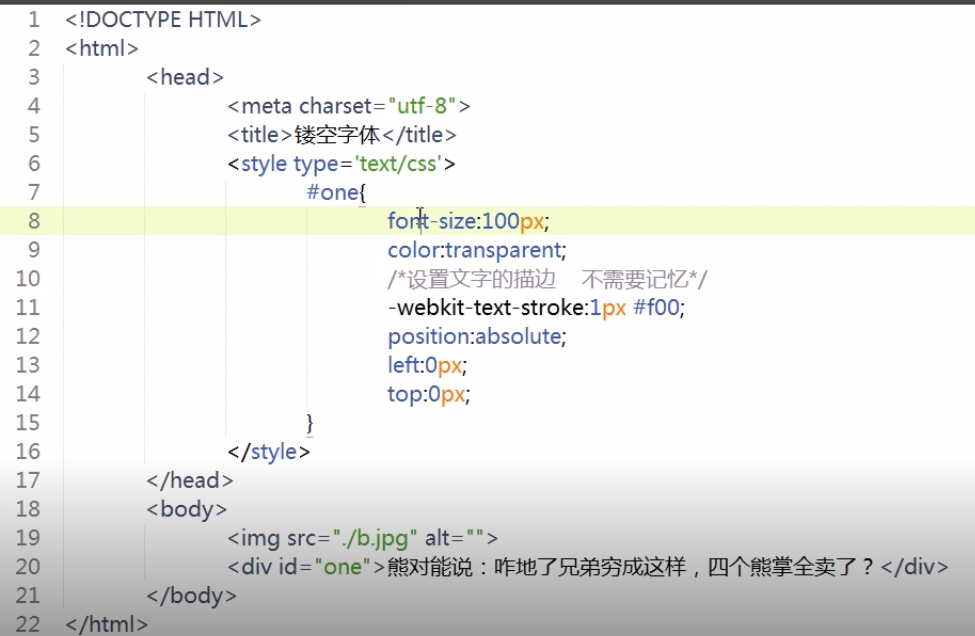 1 <!DOCTYPE HTML>
2 <html>
3 <head>
4 <meta charset="utf-8">
5 <title>镂空字体</title>
6 <style type='text/css'>
7 #one{
8 font-size:100px;
9 color:transparent;
10 /*设置文字的描边 不需要记忆*/
11 -webkit-text-stroke:1px #f00;
12 position:absolute;
13 left:0px;
14 top:0px;
15 }
16 </style>
17 </head>
18 <body>
19 <img src="./b.jpg" alt="">
20 <div id="one">熊对能说：咋地了兄弟穷成这样，四个熊掌全卖了？</div>
21 </body>
22 </html>